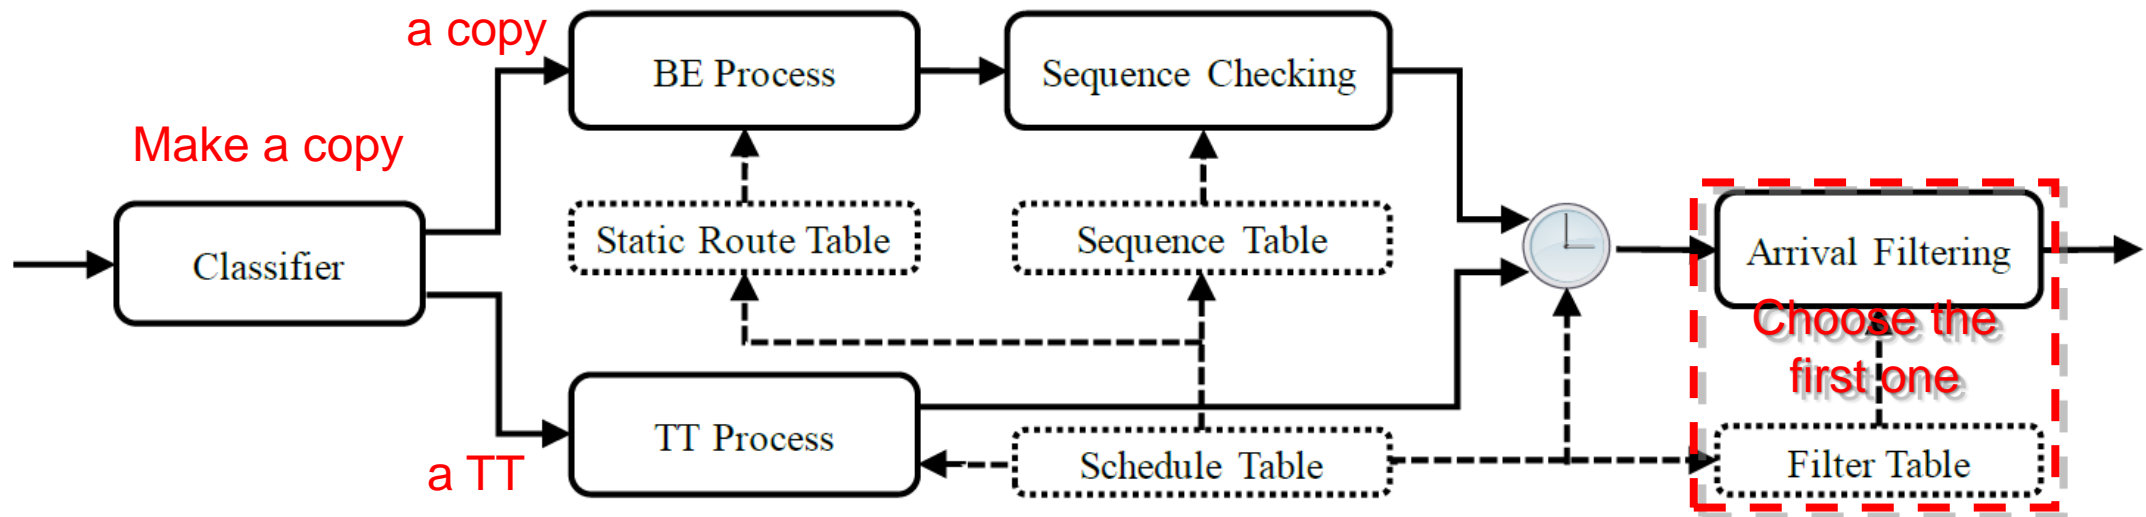 a copy
BE Process
Sequence Checking
Make a copy
Static Route Table
Sequence Table
Classifier
Arrival Filtering
Choose the
first one
TT Process
a TT
Schedule Table
Filter Table